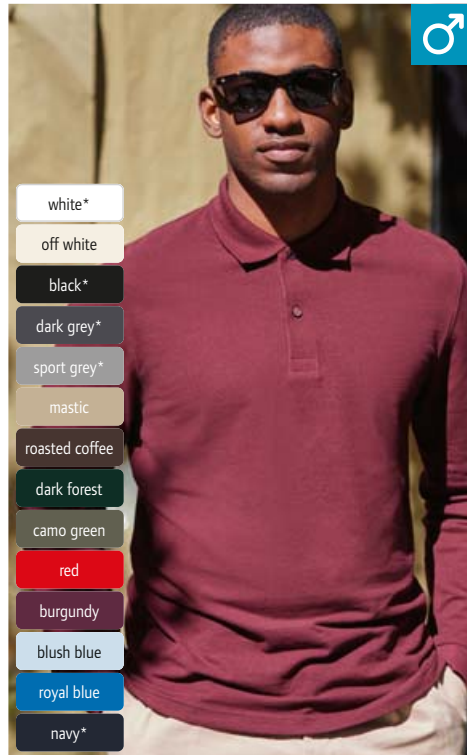 white*
off white
black*
dark grey*
sport grey*
mastic
roasted coffee
dark forest
camo green
red
burgundy
blush blue
royal blue
navy*